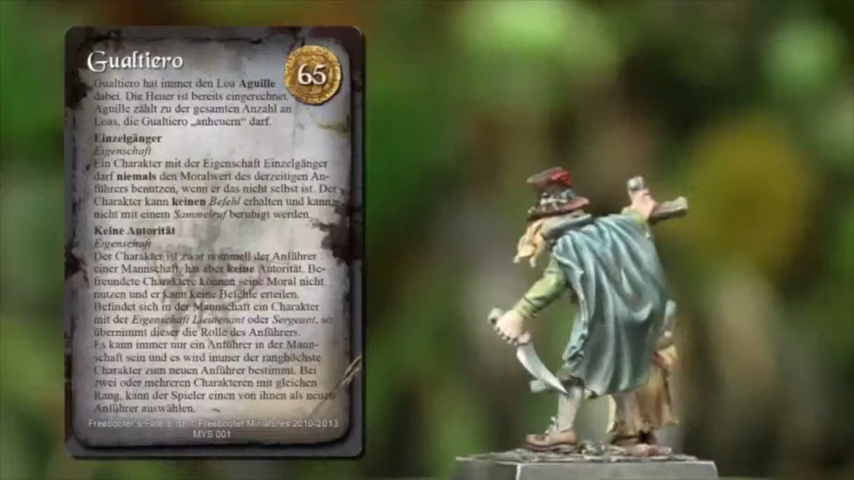 Gualtiero
65
Gualtiero hat immer den Loa Aguille
dabei. Die Heuer ist bereits eingerechnet.
Aguille zählt zu der gesamten Anzahl an
Loas, die Gualtiero „anheuern“ darf.
Einzelgänger
Eigenschaft
Ein Charakter mit der Eigenschaft Einzelgänger
darf niemals den Moralwert des derzeitigen An-
führers benutzen, wenn er das nicht selbst ist. Der
Charakter kann keinen Befehl erhalten und kann
nicht mit einem Sammelruf beruhigt werden.
Keine Autorität
Eigenschaft
Der Charakter ist zwar nominell der Anführer
einer Mannschaft, hat aber keine Autorität. Be-
freundete Charaktere können seine Moral nicht
nutzen und er kann keine Befehle erteilen.
Befindet sich in der Mannschaft ein Charakter
mit der Eigenschaft Lieutenant oder Sergeant, so
übernimmt dieser die Rolle des Anführers.
Es kann immer nur ein Anführer in der Mann-
schaft sein und es wird immer der ranghöchste
Charakter zum neuen Anführer bestimmt. Bei
zwei oder mehreren Charakteren mit gleichen
Rang, kann der Spieler einen von ihnen als neuen
Anführer auswählen.
Freebooter's Fate is © Freebooter Miniatures 2010-2013
MYS 001